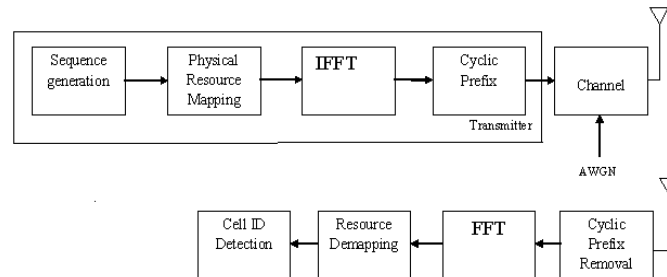 Sequence
generation
Physical
Resource
Mapping
IFFT
Cyclic
Prefix
Transmitter
Channel
AWGN
Cell ID
Detection
Resource
Demapping
FFT
Cyclic
Prefix
Removal